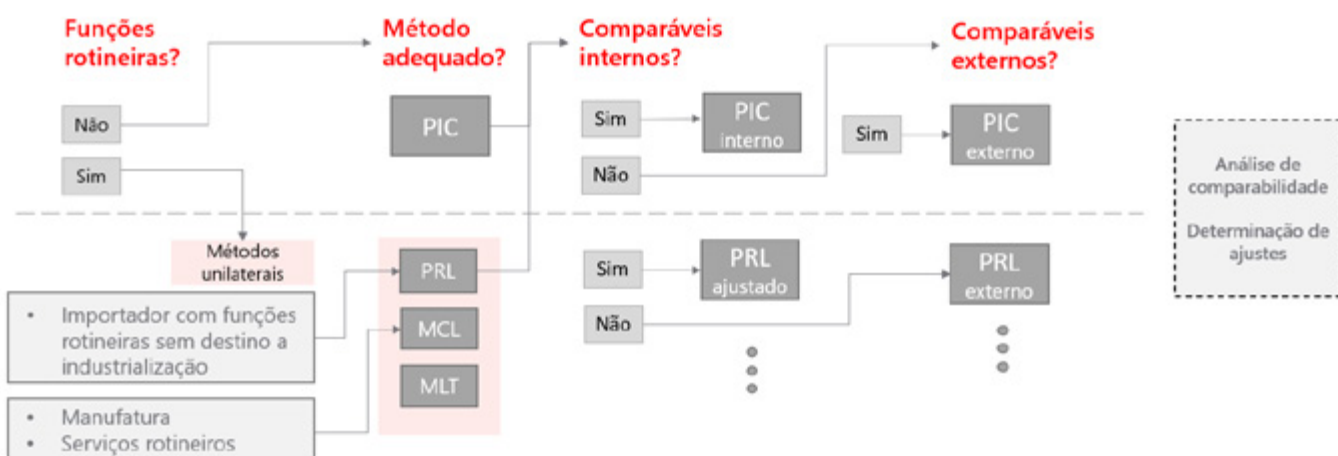 Funções
rotineiras?
Método
adequado?
Comparáveis
internos?
Comparáveis
externos?
Não
Sim
PIC
Sim
PIC
interno
Não
Sim
PIC
externo
Análise de
comparabilidade
Determinação de
ajustes
Métodos
unilaterais
PRL
MCL
MLT
Sim
PRL
ajustado
Não
PRL
externo
• Importador com funções
rotineiras sem destino a
industrialização
• Manufatura
• Serviços rotineiros